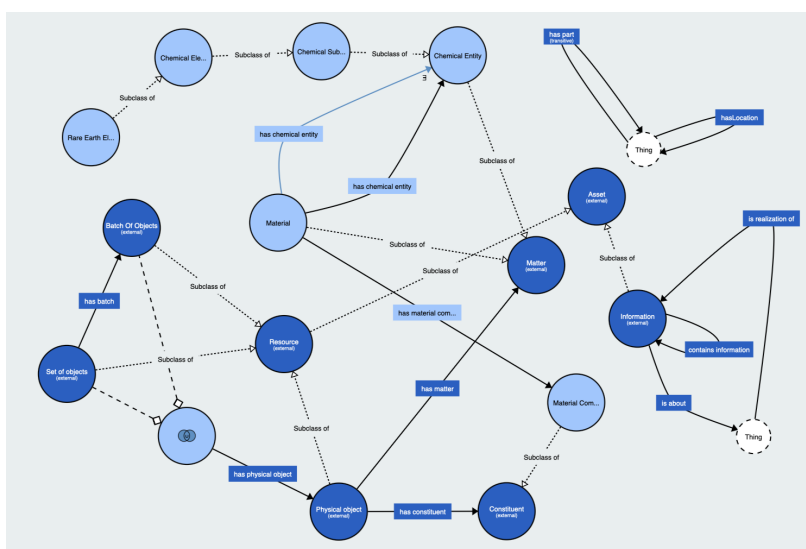 has part
(transitive)
Chemical Ele...
Subclass of
Chemical Sub...
Subclass of
Chemical Entity
Subclass of
Rare Earth El...
hasLocation
Thing
has chemical entity
has chemical entity
Subclass of
Material
Asset
(external)
is realization of
Batch Of Objects
(external)
Subclass of
Subclass of
Subclass of
Matter
(external)
Subclass of
has batch
has material com...
Information
(external)
Resource
(external)
contains information
Subclass of
Set of objects
(external)
has matter
is about
Material Com...
Subclass of
Thing
Subclass of
has physical object
Physical object
(external)
has constituent
Constituent
(external)